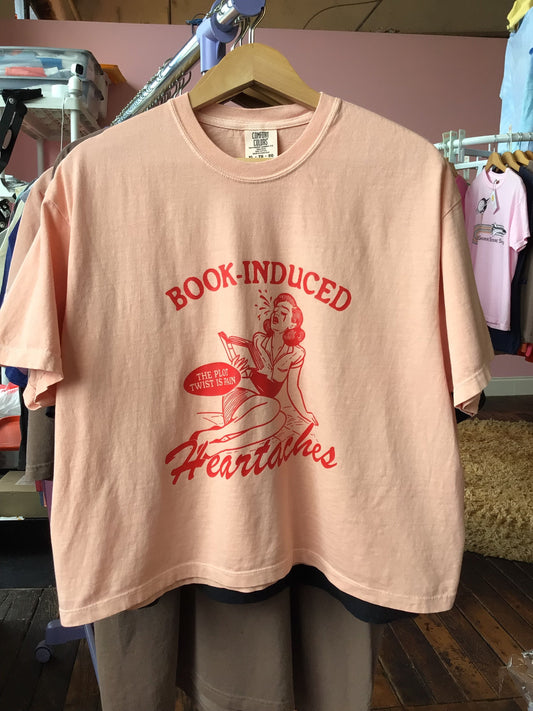 COMFORT
COLORS
BOOK-INDUCED
THE PLOT
TWIST IS PAIN
Heartaches